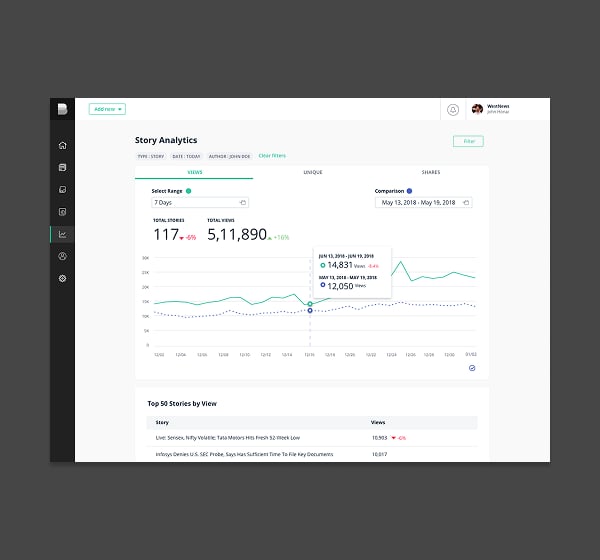 B
Add new
WestNews
John Honai
Story Analytics
Filter
TYPE : STORY DATE : TODAY AUTHOR : JOHN DOE Clear filters
VIEWS UNIQUE SHARES
Select Range Comparison
7 Days May 13, 2018 - May 19, 2018
TOTAL STORIES TOTAL VIEWS
117 -6% 5,11,890 +16%
JUN 13, 2018 - JUN 19, 2018
14,831 Views -8.4%
MAY 13, 2018 - MAY 19, 2018
12,050 Views
30K
25K
20K
15K
10K
5K
0
12/02 12/04 12/06 12/08 12/10 12/12 12/14 12/16 12/18 12/20 12/22 12/24 12/26 12/28 12/30 01/03
Top 50 Stories by View
Story Views
Live: Sensex, Nifty Volatile; Tata Motors Hits Fresh 52-Week Low 10,903 -6%
Infosys Denies U.S. SEC Probe, Says Has Sufficient Time To File Key Documents 10,017